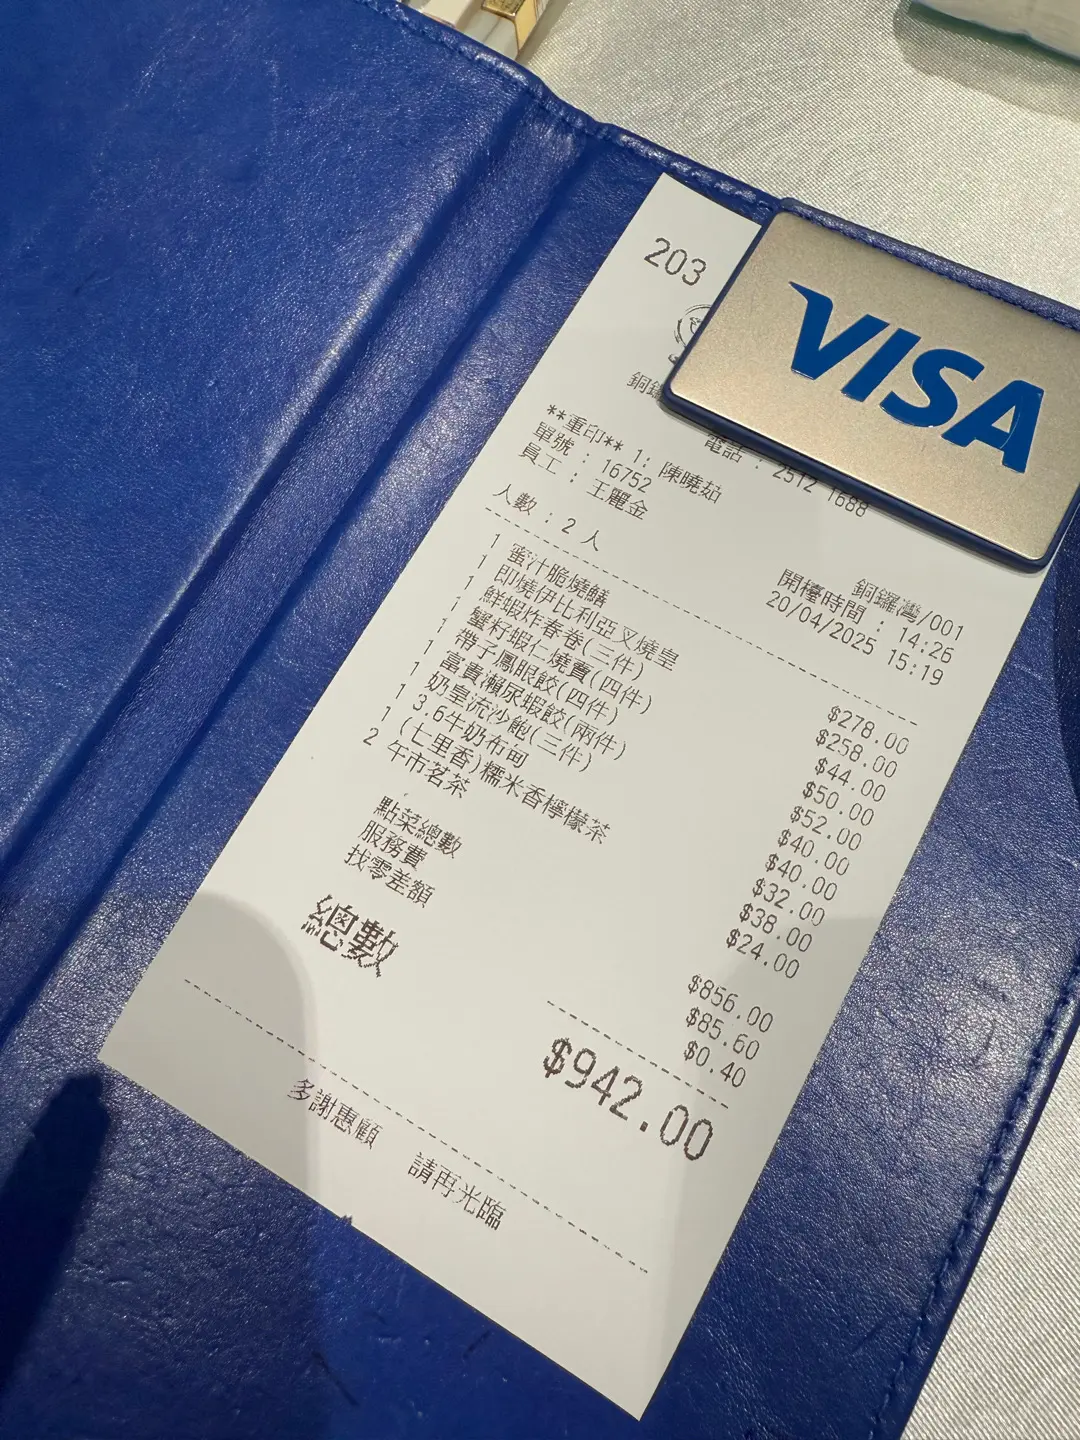 203
VISA
銅鑼
電話 : 2512 1688
**重印** 1: 陳曉茹
單號 : 16752
員工 : 王麗金
銅鑼灣/001
開檯時間 : 14:26
人數 : 2 人
20/04/2025 15:19
1 蜜汁脆燒鱔 $278.00
1 即燒伊比利亞叉燒皇 $258.00
1 鮮蝦炸春卷(三件) $44.00
1 蟹籽蝦仁燒賣(四件) $50.00
1 帶子鳳眼餃(四件) $52.00
1 富貴瀨尿蝦餃(兩件) $40.00
1 奶皇流沙飽(三件) $40.00
1 3.6牛奶布甸 $32.00
1 (七里香)糯米香檸檬茶 $38.00
2 午市茗茶 $24.00
點菜總數 $856.00
服務費 $85.60
找零差額 $0.40
總數 $942.00
多謝惠顧 請再光臨